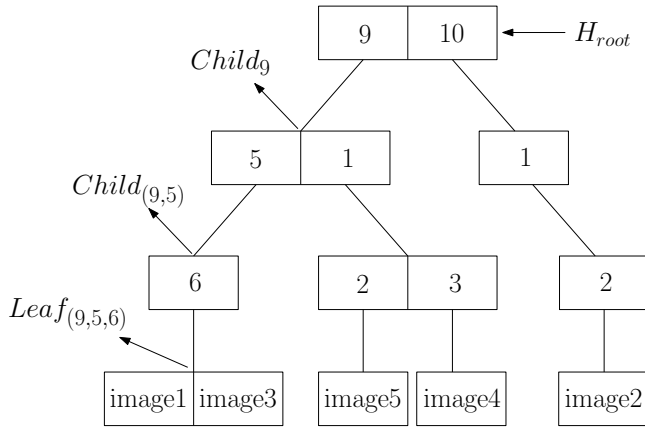 9 10 H_root
Child_9
5 1 1
Child_(9,5)
6 2 3 2
Leaf_(9,5,6)
image1 image3 image5 image4 image2